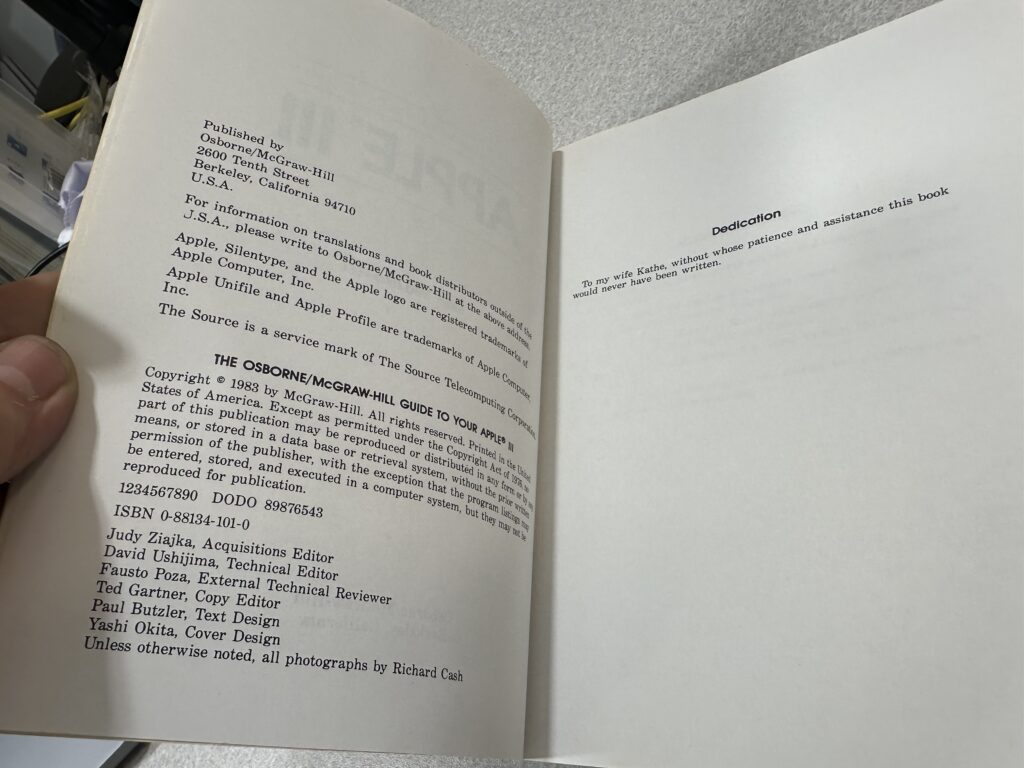 Published by
Osborne/McGraw-Hill
2600 Tenth Street
Berkeley, California 94710
U.S.A.
For information on translations and book distributors outside of the
J.S.A., please write to Osborne/McGraw-Hill at the above address.
Apple, Silentype, and the Apple logo are registered trademarks of
Apple Computer, Inc.
Apple Unifile and Apple Profile are trademarks of Apple Computer
Inc.
The Source is a service mark of The Source Telecomputing Corporation
THE OSBORNE/McGRAW-HILL GUIDE TO YOUR APPLE® III
Copyright © 1983 by McGraw-Hill. All rights reserved. Printed in the United
States of America. Except as permitted under the Copyright Act of 1976, no
part of this publication may be reproduced or distributed in any form or by any
means, or stored in a data base or retrieval system, without the prior written
permission of the publisher, with the exception that the program listings may
be entered, stored, and executed in a computer system, but they may not be
reproduced for publication.
1234567890 DODO 89876543
ISBN 0-88134-101-0
Judy Ziajka, Acquisitions Editor
David Ushijima, Technical Editor
Fausto Poza, External Technical Reviewer
Ted Gartner, Copy Editor
Paul Butzler, Text Design
Yashi Okita, Cover Design
Unless otherwise noted, all photographs by Richard Cash
Dedication
To my wife Kathe, without whose patience and assistance this book
would never have been written.